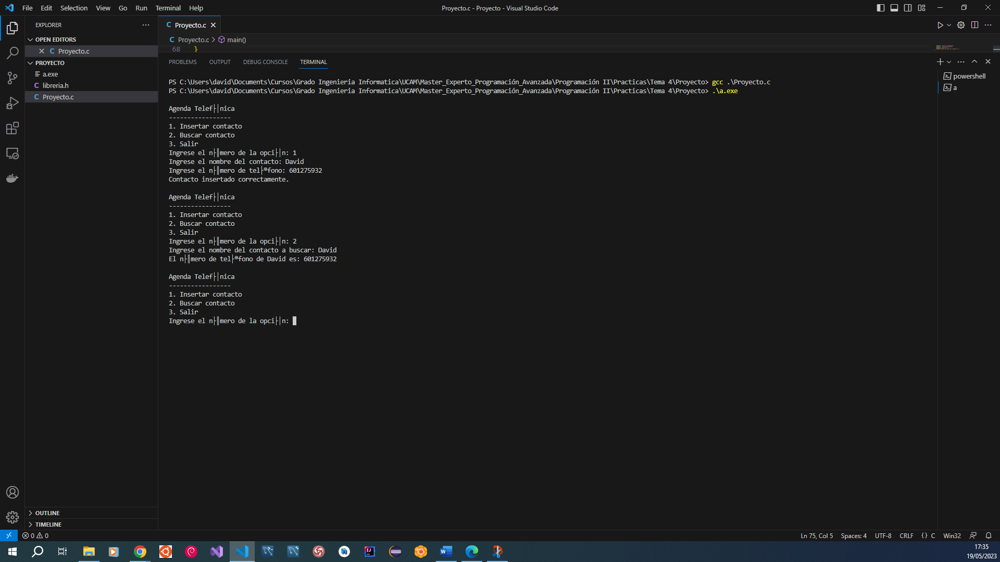 File Edit Selection View Go Run Terminal Help
Proyecto.c - Proyecto - Visual Studio Code
EXPLORER
OPEN EDITORS
C Proyecto.c
PROYECTO
a.exe
C libreria.h
C Proyecto.c
OUTLINE
TIMELINE
C Proyecto.c
C Proyecto.c > main()
68 }
PROBLEMS OUTPUT DEBUG CONSOLE TERMINAL
powershell
a
PS C:\Users\david\Documents\Cursos\Grado Ingenieria Informatica\UCAM\Master_Experto_Programación_Avanzada\Programación II\Practicas\Tema 4\Proyecto> gcc .\Proyecto.c
PS C:\Users\david\Documents\Cursos\Grado Ingenieria Informatica\UCAM\Master_Experto_Programación_Avanzada\Programación II\Practicas\Tema 4\Proyecto> .\a.exe
Agenda Telef├│nica
-----------------
1. Insertar contacto
2. Buscar contacto
3. Salir
Ingrese el n├║mero de la opci├│n: 1
Ingrese el nombre del contacto: David
Ingrese el n├║mero de tel├®fono: 601275932
Contacto insertado correctamente.
Agenda Telef├│nica
-----------------
1. Insertar contacto
2. Buscar contacto
3. Salir
Ingrese el n├║mero de la opci├│n: 2
Ingrese el nombre del contacto a buscar: David
El n├║mero de tel├®fono de David es: 601275932
Agenda Telef├│nica
-----------------
1. Insertar contacto
2. Buscar contacto
3. Salir
Ingrese el n├║mero de la opci├│n:
0 0
Ln 75, Col 5 Spaces: 4 UTF-8 CRLF {} C Win32
17:35
19/05/2023